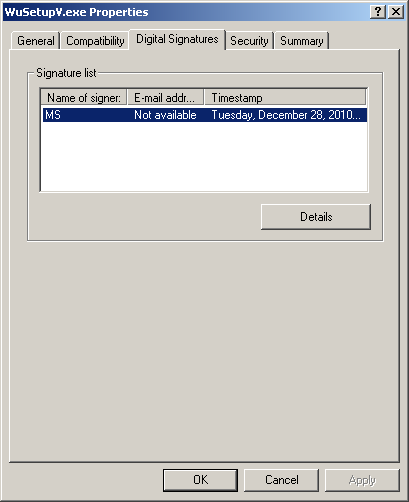 WuSetupV.exe Properties
General Compatibility Digital Signatures Security Summary
Signature list
Name of signer: E-mail addr... Timestamp
MS Not available Tuesday, December 28, 2010...
Details
OK Cancel Apply